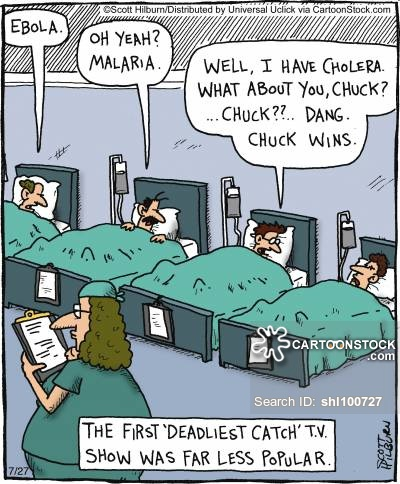 ©Scott Hilburn/Distributed by Universal Uclick via CartoonStock.com
EBOLA.
OH YEAH?
MALARIA.
WELL, I HAVE CHOLERA.
WHAT ABOUT YOU, CHUCK?
...CHUCK??.. DANG.
CHUCK WINS.
CARTOONSTOCK
.com
Search ID: shl100727
THE FIRST 'DEADLIEST CATCH' T.V.
SHOW WAS FAR LESS POPULAR.
7/27
SCOTT
HILBURN